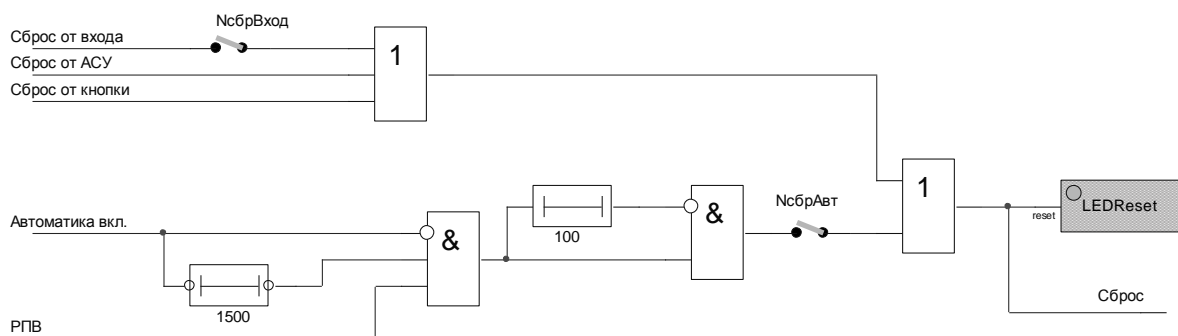 NсбрВход
Сброс от входа
1
Сброс от АСУ
Сброс от кнопки
1
NсбрАвт
LEDReset
reset
&
Автоматика вкл.
100
&
1500
Сброс
РПВ